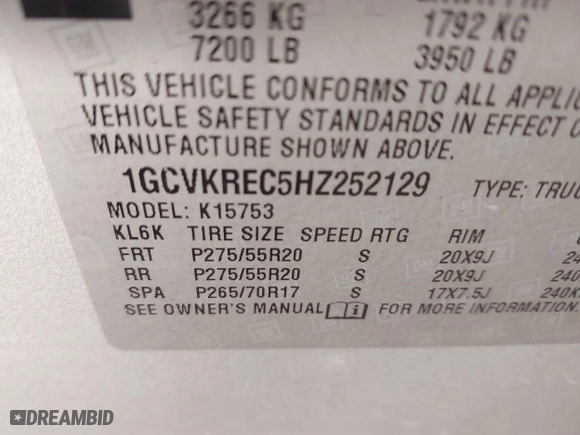 3266 KG 1792 KG
7200 LB 3950 LB
THIS VEHICLE CONFORMS TO ALL
VEHICLE SAFETY STANDARDS IN EFFECT
MANUFACTURE SHOWN ABOVE.
1GCVKREC5HZ252129 TYPE:
MODEL: K15753
KL6K TIRE SIZE SPEED RTG RIM
FRT P275/55R20 S 20X9J
RR P275/55R20 S 20X9J
SPA P265/70R17 S 17X7.5J
SEE OWNER'S MANUAL i FOR MORE INFORMATION.
DREAMBID